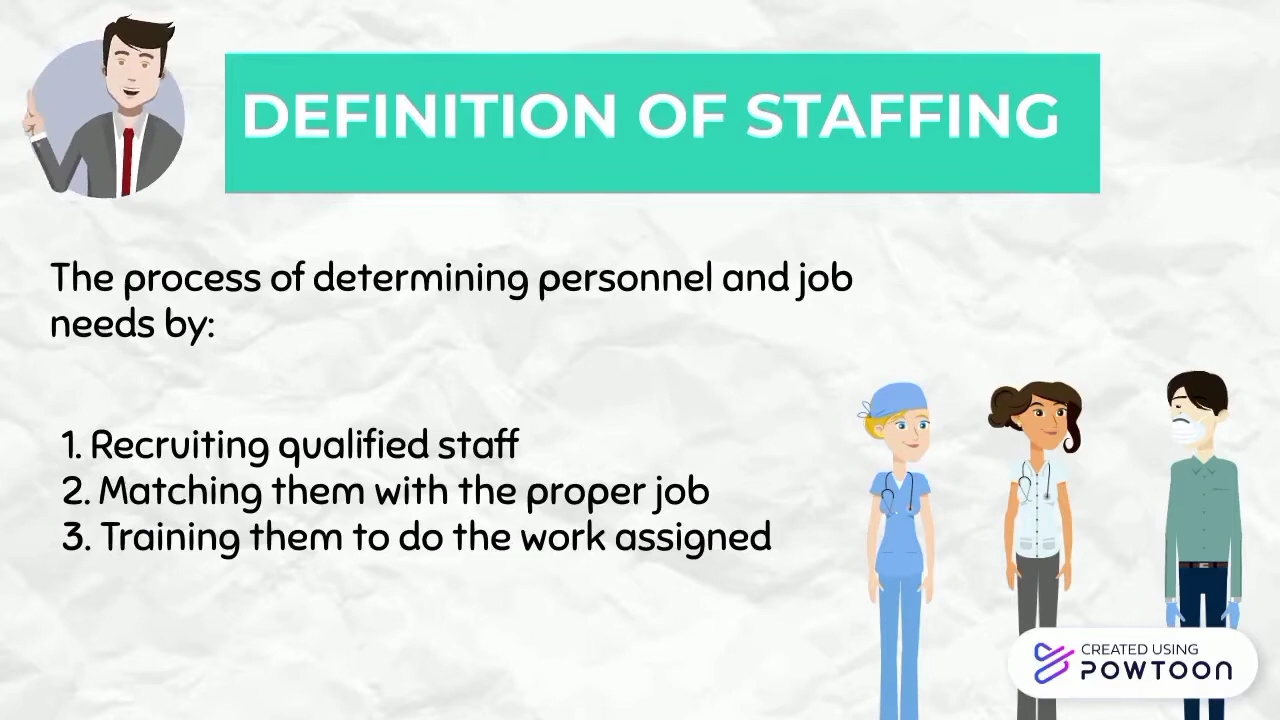 DEFINITION OF STAFFING
The process of determining personnel and job
needs by:
1. Recruiting qualified staff
2. Matching them with the proper job
3. Training them to do the work assigned
CREATED USING
POWTOON